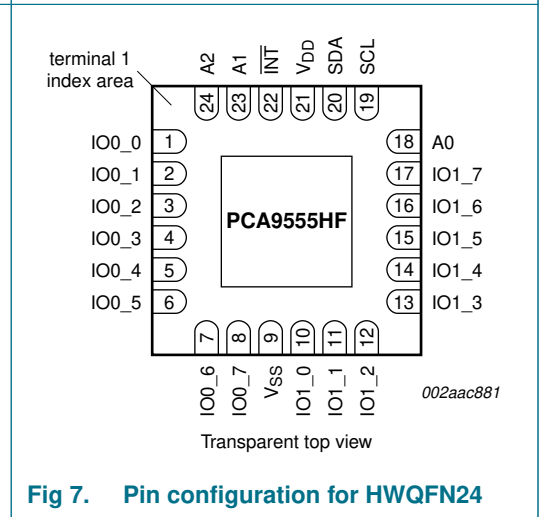 terminal 1
index area
A2
A1
INT
VDD
SDA
SCL
24
23
22
21
20
19
IO0_0 1
IO0_1 2
IO0_2 3
IO0_3 4
IO0_4 5
IO0_5 6
PCA9555HF
18 A0
17 IO1_7
16 IO1_6
15 IO1_5
14 IO1_4
13 IO1_3
7
8
9
10
11
12
IO0_6
IO0_7
VSS
IO1_0
IO1_1
IO1_2
002aac881
Transparent top view
Fig 7. Pin configuration for HWQFN24